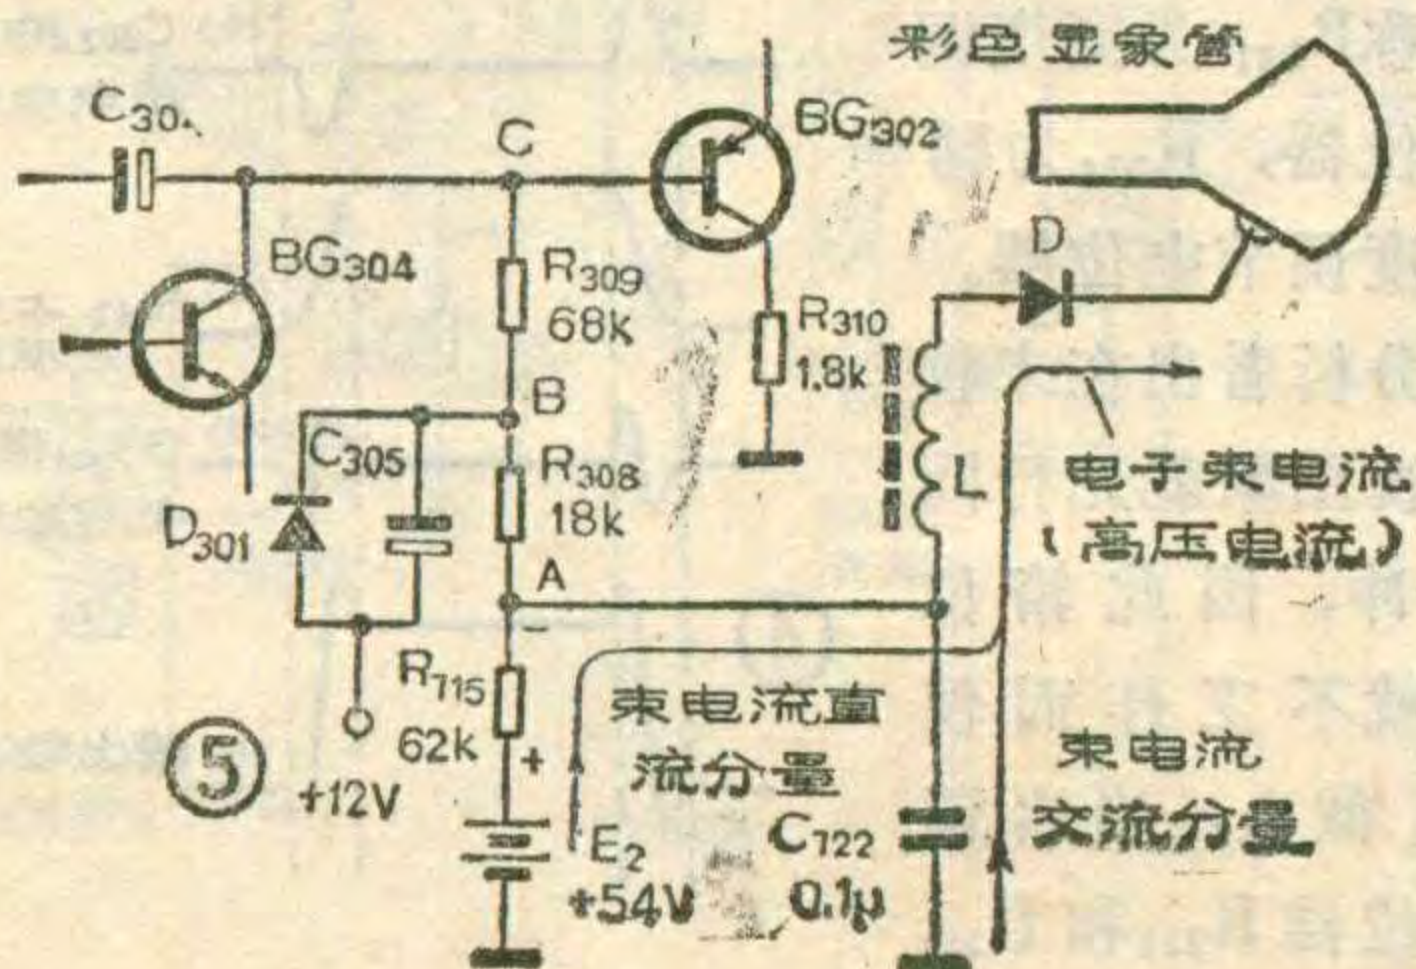 彩色显象管
C30
C
BG302
BG304
R309
68k
D
R310
1.8k
B
C305
R308
18k
L
电子束电流
(高压电流)
D301
A
-
R715
62k
+
束电流直
流分量
束电流
交流分量
⑤
+12V
E2
+54V
C722
0.1μ